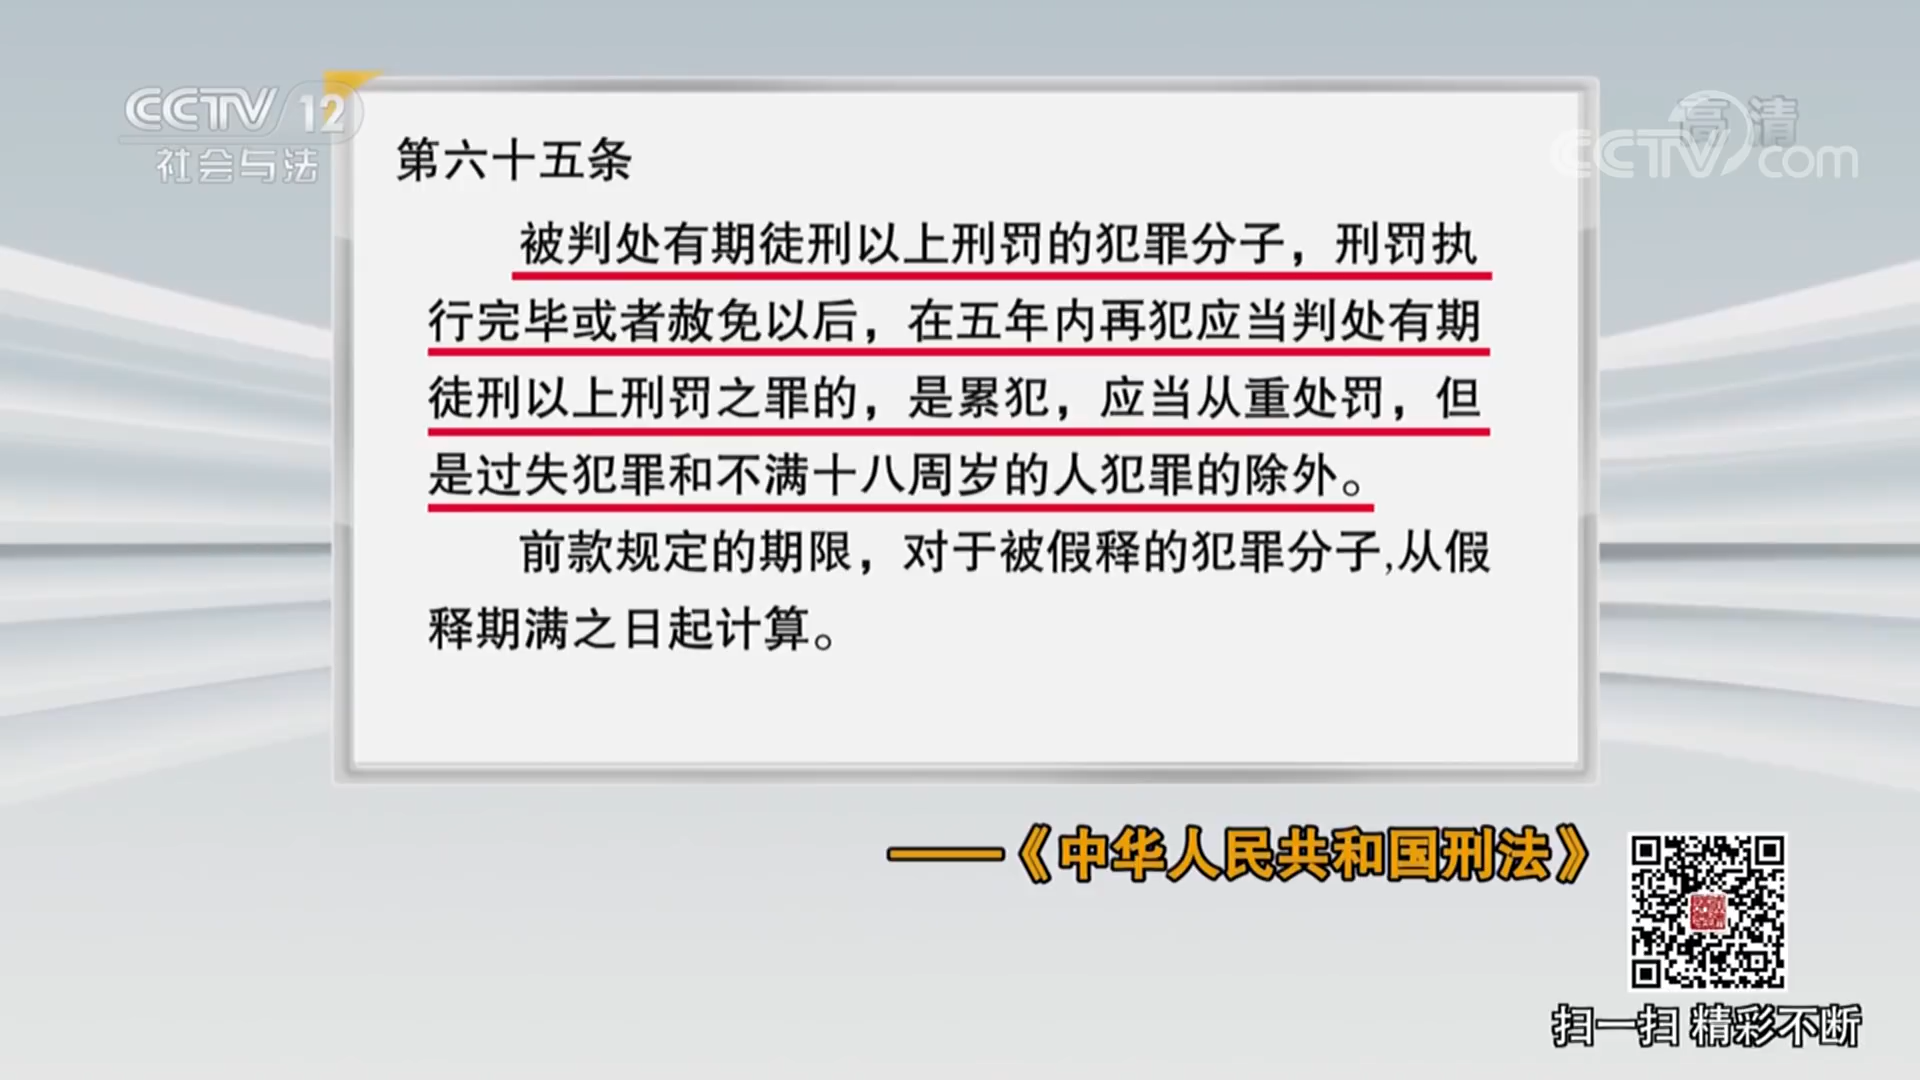 CCTV 12
社会与法
高清
CCTV com
第六十五条
被判处有期徒刑以上刑罚的犯罪分子，刑罚执
行完毕或者赦免以后，在五年内再犯应当判处有期
徒刑以上刑罚之罪的，是累犯，应当从重处罚，但
是过失犯罪和不满十八周岁的人犯罪的除外。
前款规定的期限，对于被假释的犯罪分子,从假
释期满之日起计算。
——《中华人民共和国刑法》
扫一扫 精彩不断